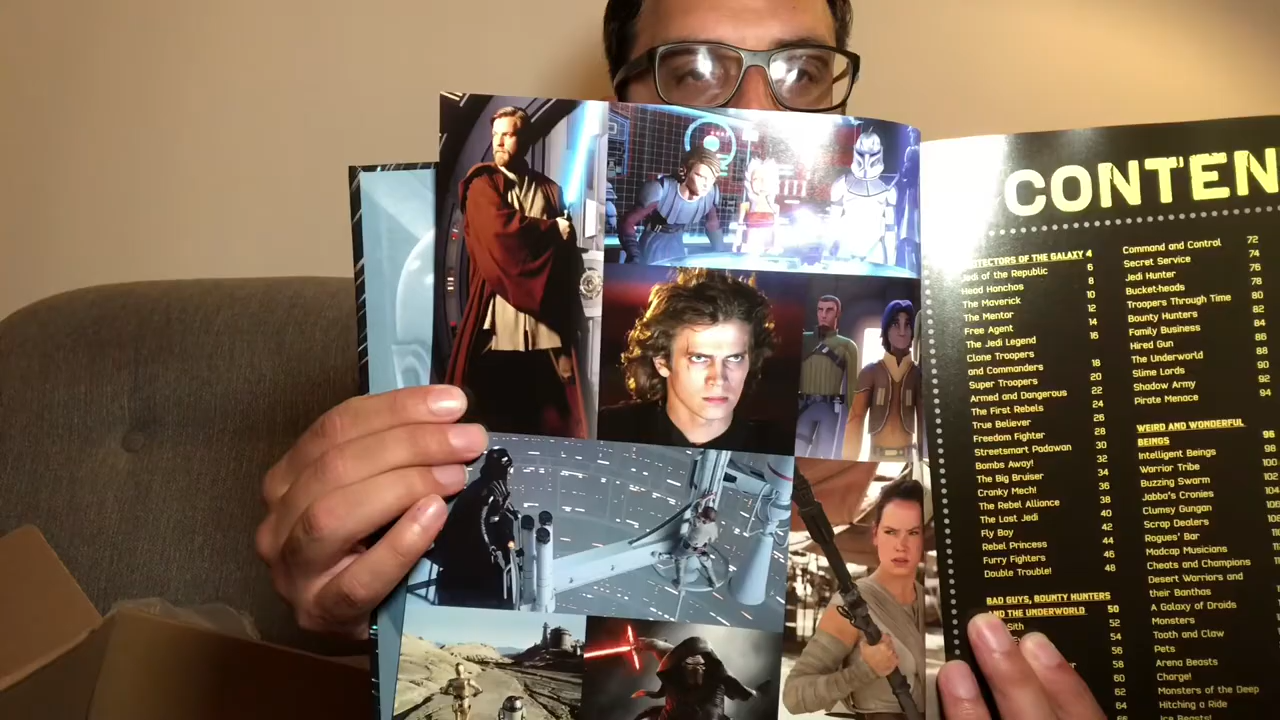 CONTEN
TECTORS OF THE GALAXY 4
Jedi of the Republic 6
Head Honchos 8
The Maverick 10
The Mentor 12
Free Agent 14
The Jedi Legend 16
Clone Troopers
and Commanders 18
Super Troopers 20
Armed and Dangerous 22
The First Rebels 24
True Believer 26
Freedom Fighter 28
Streetsmart Padawan 30
Bombs Away! 32
The Big Bruiser 34
Cranky Mech! 36
The Rebel Alliance 38
The Last Jedi 40
Fly Boy 42
Rebel Princess 44
Furry Fighters 46
Double Trouble! 48
BAD GUYS, BOUNTY HUNTERS
AND THE UNDERWORLD 50
Sith 52
54
56
58
60
62
64
Command and Control 72
Secret Service 74
Jedi Hunter 76
Bucket-heads 78
Troopers Through Time 80
Bounty Hunters 82
Family Business 84
Hired Gun 86
The Underworld 88
Slime Lords 90
Shadow Army 92
Pirate Menace 94
WEIRD AND WONDERFUL
BEINGS 96
Intelligent Beings 98
Warrior Tribe 100
Buzzing Swarm 102
Jabba's Cronies 104
Clumsy Gungan
Scrap Dealers
Rogues' Bar
Madcap Musicians
Cheats and Champions
Desert Warriors and
their Banthas
A Galaxy of Droids
Monsters
Tooth and Claw
Pets
Arena Beasts
Charge!
Monsters of the Deep
Hitching a Ride
Ice Beasts!